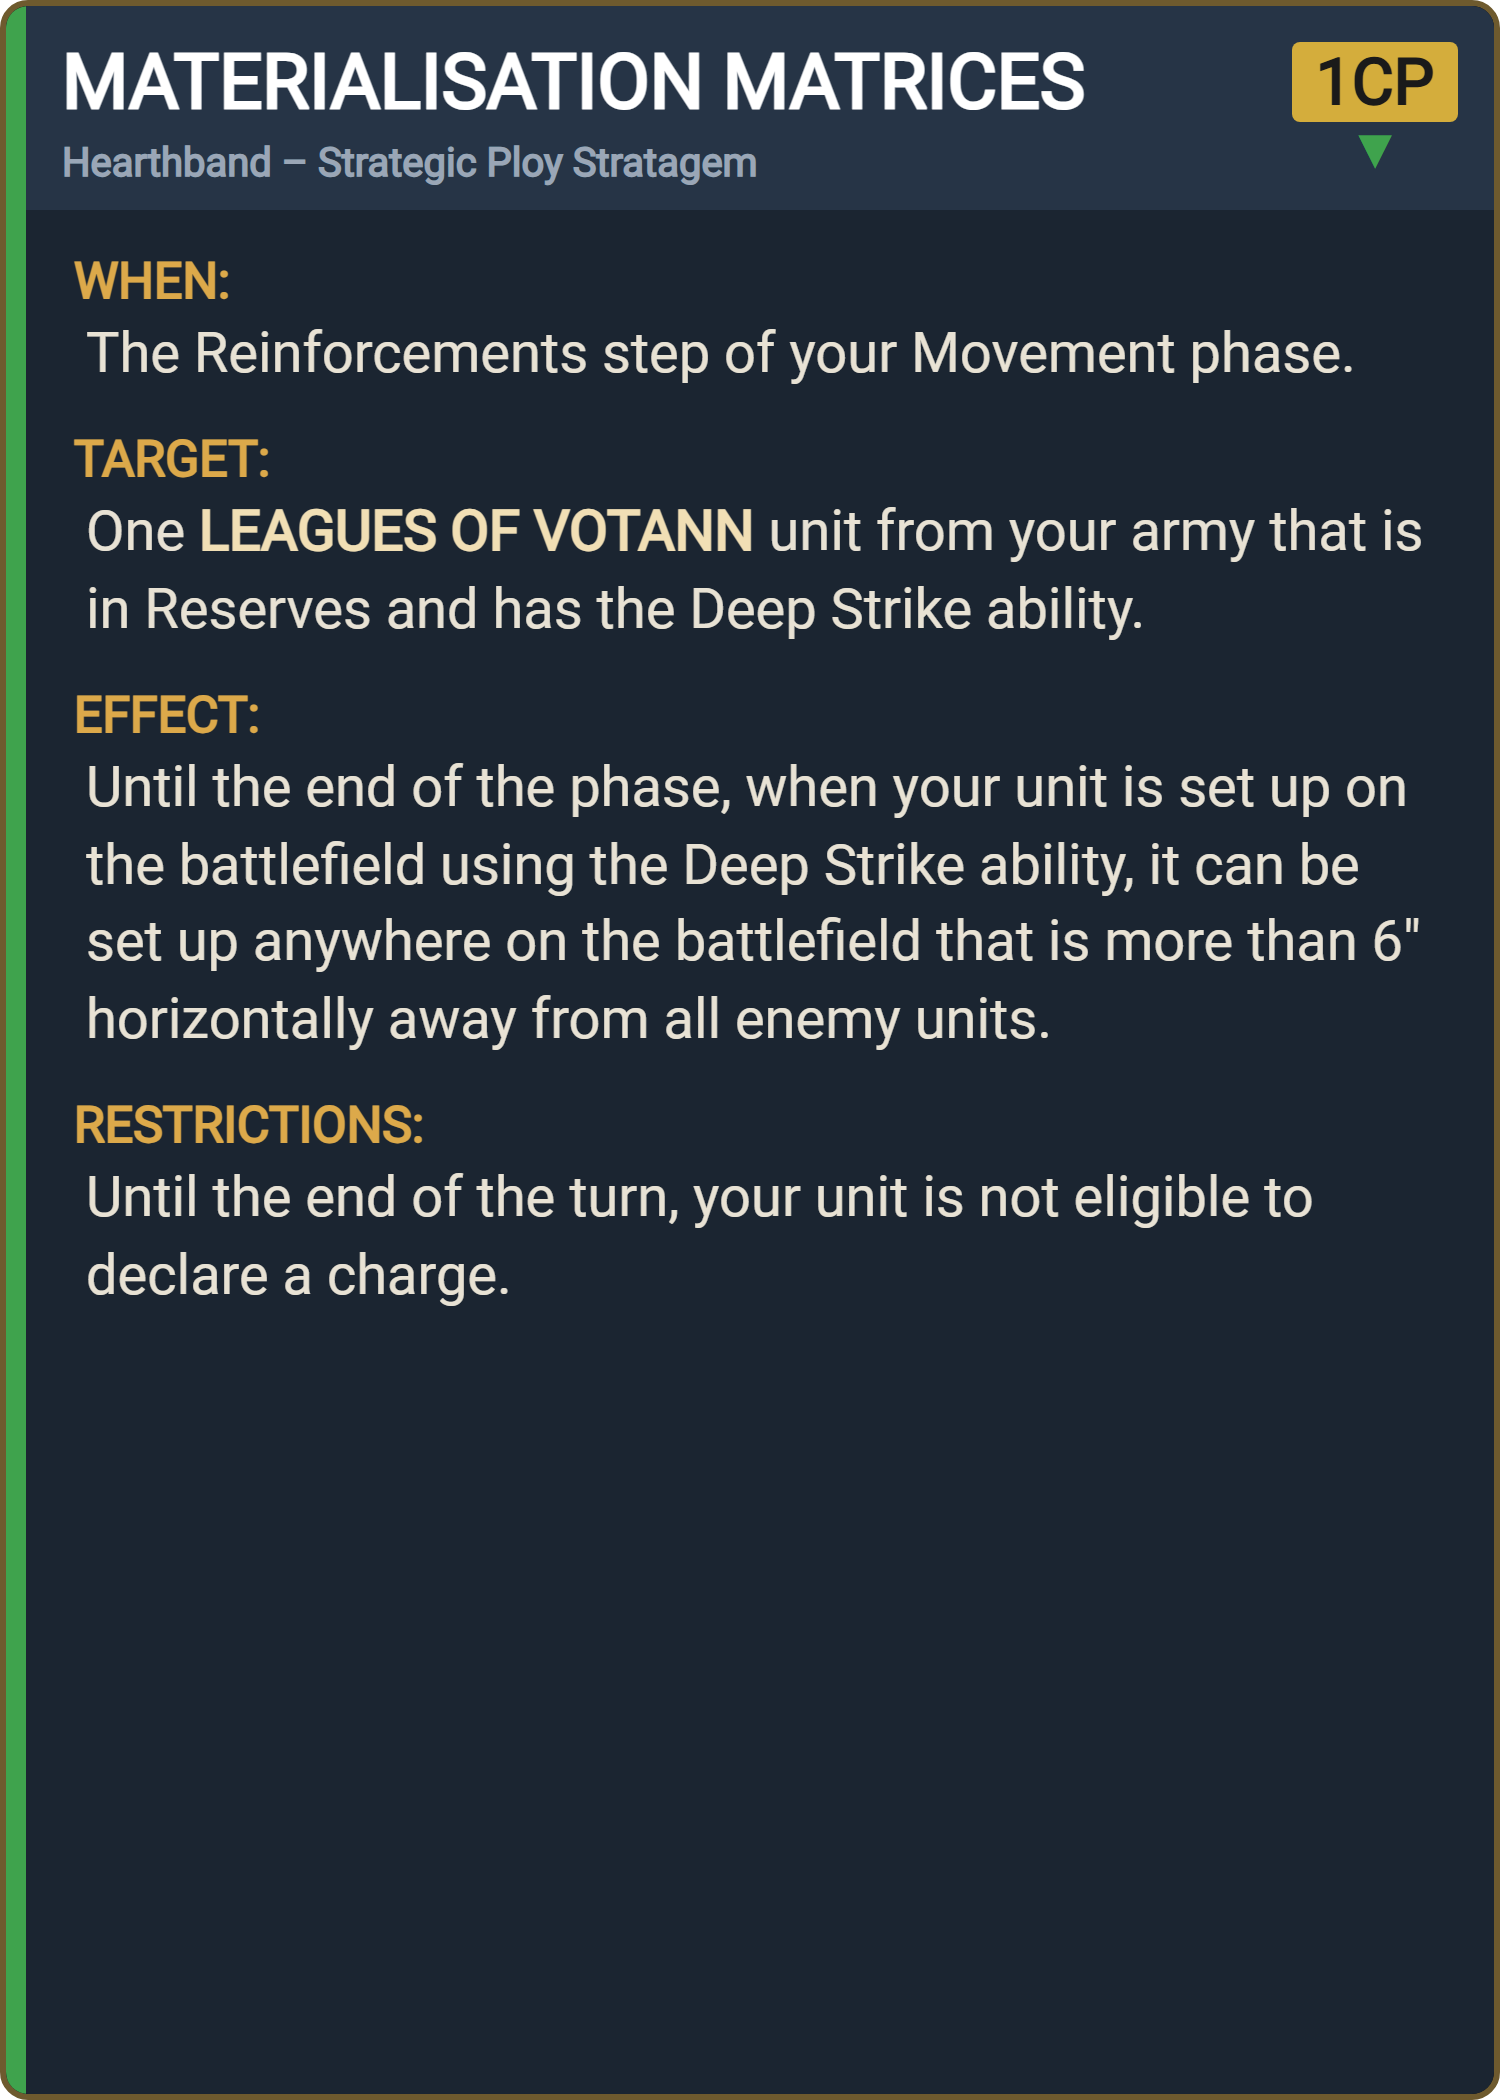 MATERIALISATION MATRICES
1CP
Hearthband – Strategic Ploy Stratagem
WHEN:
The Reinforcements step of your Movement phase.
TARGET:
One LEAGUES OF VOTANN unit from your army that is
in Reserves and has the Deep Strike ability.
EFFECT:
Until the end of the phase, when your unit is set up on
the battlefield using the Deep Strike ability, it can be
set up anywhere on the battlefield that is more than 6"
horizontally away from all enemy units.
RESTRICTIONS:
Until the end of the turn, your unit is not eligible to
declare a charge.